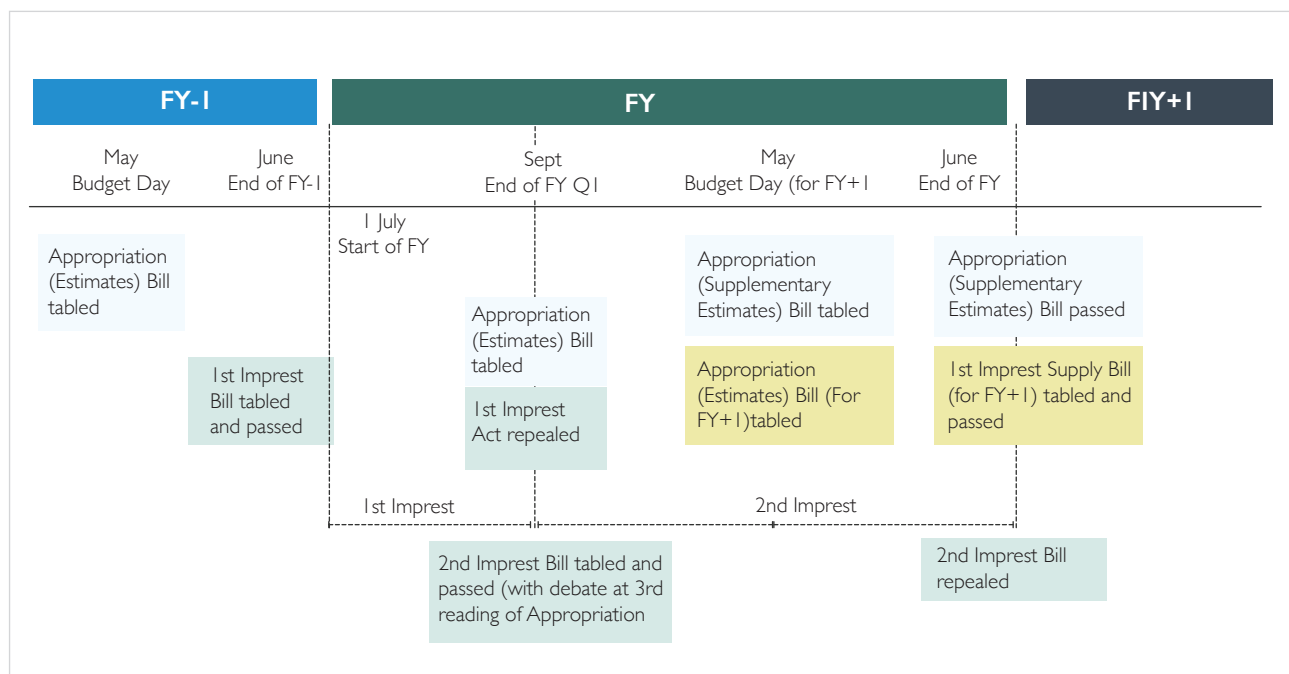 FY-1
FY
FIY+1
May
Budget Day
June
End of FY-1
Sept
End of FY Q1
May
Budget Day (for FY+1
June
End of FY
1 July
Start of FY
Appropriation
(Estimates) Bill
tabled
1st Imprest
Bill tabled
and passed
Appropriation
(Estimates) Bill
tabled
1st Imprest
Act repealed
Appropriation
(Supplementary
Estimates) Bill tabled
Appropriation
(Estimates) Bill (For
FY+1)tabled
Appropriation
(Supplementary
Estimates) Bill passed
1st Imprest Supply Bill
(for FY+1) tabled and
passed
1st Imprest
2nd Imprest
2nd Imprest Bill tabled and
passed (with debate at 3rd
reading of Appropriation
2nd Imprest Bill
repealed